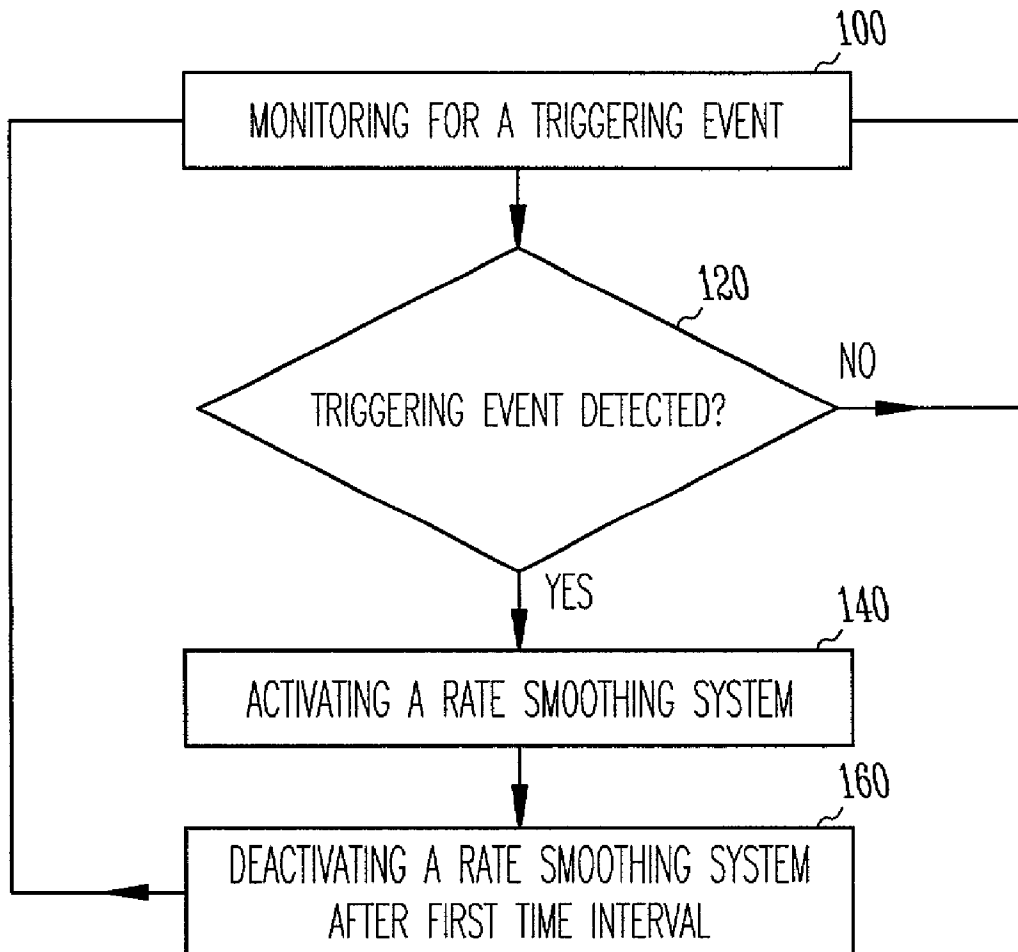 100
MONITORING FOR A TRIGGERING EVENT
120
NO
TRIGGERING EVENT DETECTED?
YES
140
ACTIVATING A RATE SMOOTHING SYSTEM
160
DEACTIVATING A RATE SMOOTHING SYSTEM
AFTER FIRST TIME INTERVAL